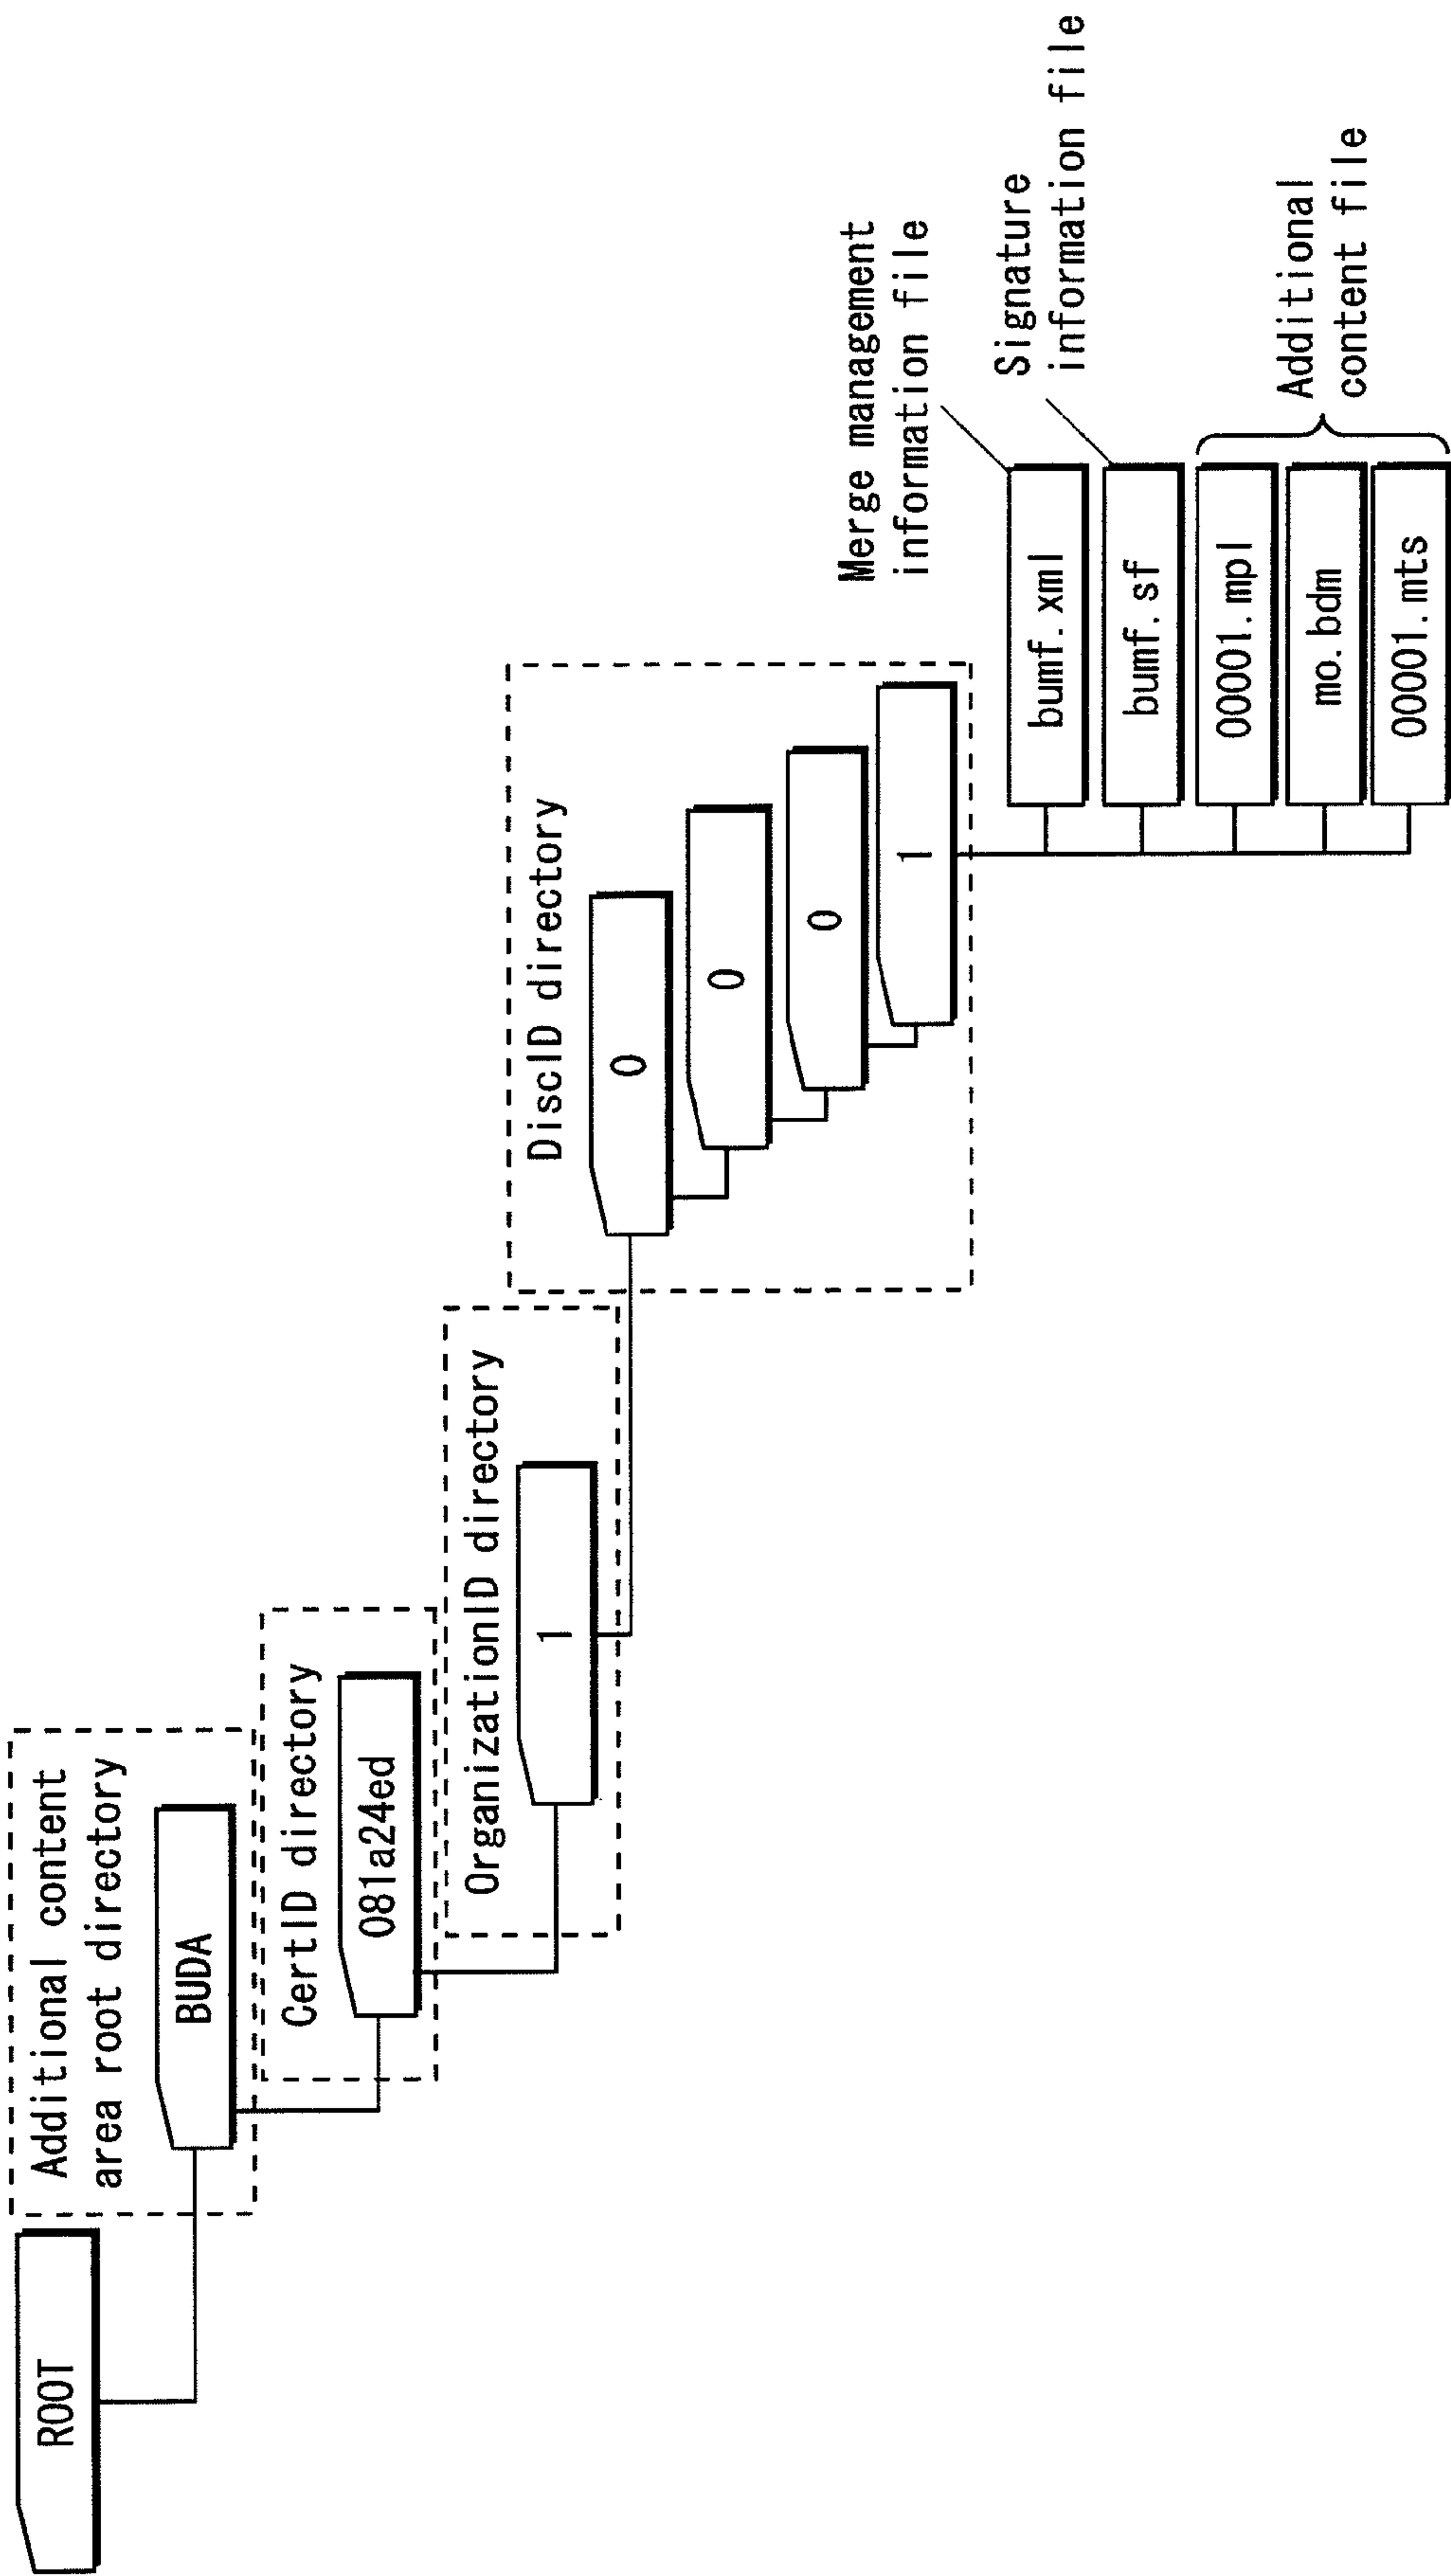 ROOT
Additional content
area root directory
BUDA
CertID directory
081a24ed
OrganizationID directory
1
DiscID directory
0
0
0
1
Merge management
information file
bumf.xml
Signature
information file
bumf.sf
00001.mpl
mo.bdm
00001.mts
Additional
content file